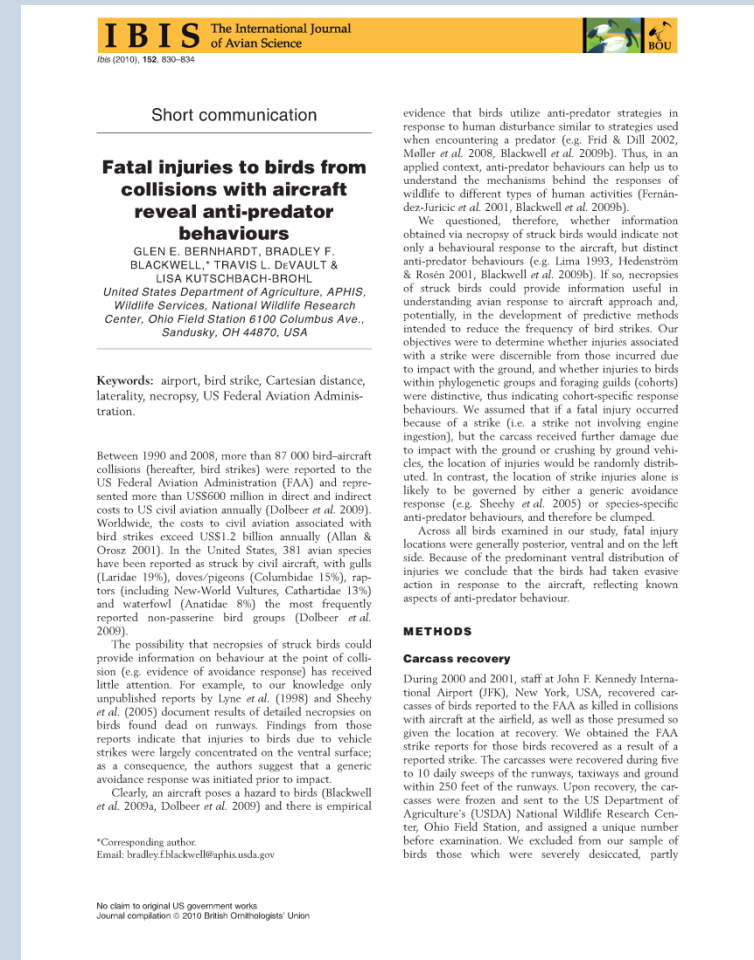 IBIS The International Journal
of Avian Science
BOU
Ibis (2010), 152, 830–834
Short communication
Fatal injuries to birds from
collisions with aircraft
reveal anti-predator
behaviours
GLEN E. BERNHARDT, BRADLEY F.
BLACKWELL,* TRAVIS L. DEVAULT &
LISA KUTSCHBACH-BROHL
United States Department of Agriculture, APHIS,
Wildlife Services, National Wildlife Research
Center, Ohio Field Station 6100 Columbus Ave.,
Sandusky, OH 44870, USA
Keywords: airport, bird strike, Cartesian distance,
laterality, necropsy, US Federal Aviation Adminis-
tration.
Between 1990 and 2008, more than 87 000 bird–aircraft
collisions (hereafter, bird strikes) were reported to the
US Federal Aviation Administration (FAA) and repre-
sented more than US$600 million in direct and indirect
costs to US civil aviation annually (Dolbeer et al. 2009).
Worldwide, the costs to civil aviation associated with
bird strikes exceed US$1.2 billion annually (Allan &
Orosz 2001). In the United States, 381 avian species
have been reported as struck by civil aircraft, with gulls
(Laridae 19%), doves/pigeons (Columbidae 15%), rap-
tors (including New-World Vultures, Cathartidae 13%)
and waterfowl (Anatidae 8%) the most frequently
reported non-passerine bird groups (Dolbeer et al.
2009).
The possibility that necropsies of struck birds could
provide information on behaviour at the point of colli-
sion (e.g. evidence of avoidance response) has received
little attention. For example, to our knowledge only
unpublished reports by Lyne et al. (1998) and Sheehy
et al. (2005) document results of detailed necropsies on
birds found dead on runways. Findings from those
reports indicate that injuries to birds due to vehicle
strikes were largely concentrated on the ventral surface;
as a consequence, the authors suggest that a generic
avoidance response was initiated prior to impact.
Clearly, an aircraft poses a hazard to birds (Blackwell
et al. 2009a, Dolbeer et al. 2009) and there is empirical
*Corresponding author.
Email: bradley.f.blackwell@aphis.usda.gov
evidence that birds utilize anti-predator strategies in
response to human disturbance similar to strategies used
when encountering a predator (e.g. Frid & Dill 2002,
Møller et al. 2008, Blackwell et al. 2009b). Thus, in an
applied context, anti-predator behaviours can help us to
understand the mechanisms behind the responses of
wildlife to different types of human activities (Fernán-
dez-Juricic et al. 2001, Blackwell et al. 2009b).
We questioned, therefore, whether information
obtained via necropsy of struck birds would indicate not
only a behavioural response to the aircraft, but distinct
anti-predator behaviours (e.g. Lima 1993, Hedenström
& Rosén 2001, Blackwell et al. 2009b). If so, necropsies
of struck birds could provide information useful in
understanding avian response to aircraft approach and,
potentially, in the development of predictive methods
intended to reduce the frequency of bird strikes. Our
objectives were to determine whether injuries associated
with a strike were discernible from those incurred due
to impact with the ground, and whether injuries to birds
within phylogenetic groups and foraging guilds (cohorts)
were distinctive, thus indicating cohort-specific response
behaviours. We assumed that if a fatal injury occurred
because of a strike (i.e. a strike not involving engine
ingestion), but the carcass received further damage due
to impact with the ground or crushing by ground vehi-
cles, the location of injuries would be randomly distrib-
uted. In contrast, the location of strike injuries alone is
likely to be governed by either a generic avoidance
response (e.g. Sheehy et al. 2005) or species-specific
anti-predator behaviours, and therefore be clumped.
Across all birds examined in our study, fatal injury
locations were generally posterior, ventral and on the left
side. Because of the predominant ventral distribution of
injuries we conclude that the birds had taken evasive
action in response to the aircraft, reflecting known
aspects of anti-predator behaviour.
METHODS
Carcass recovery
During 2000 and 2001, staff at John F. Kennedy Interna-
tional Airport (JFK), New York, USA, recovered car-
casses of birds reported to the FAA as killed in collisions
with aircraft at the airfield, as well as those presumed so
given the location at recovery. We obtained the FAA
strike reports for those birds recovered as a result of a
reported strike. The carcasses were recovered during five
to 10 daily sweeps of the runways, taxiways and ground
within 250 feet of the runways. Upon recovery, the car-
casses were frozen and sent to the US Department of
Agriculture's (USDA) National Wildlife Research Cen-
ter, Ohio Field Station, and assigned a unique number
before examination. We excluded from our sample of
birds those which were severely desiccated, partly
No claim to original US government works
Journal compilation © 2010 British Ornithologists' Union